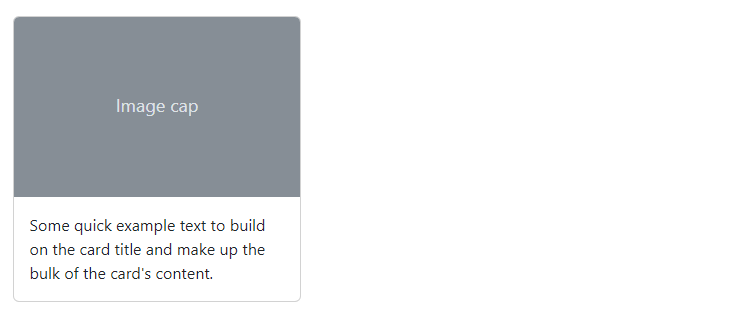 Image cap
Some quick example text to build
on the card title and make up the
bulk of the card's content.